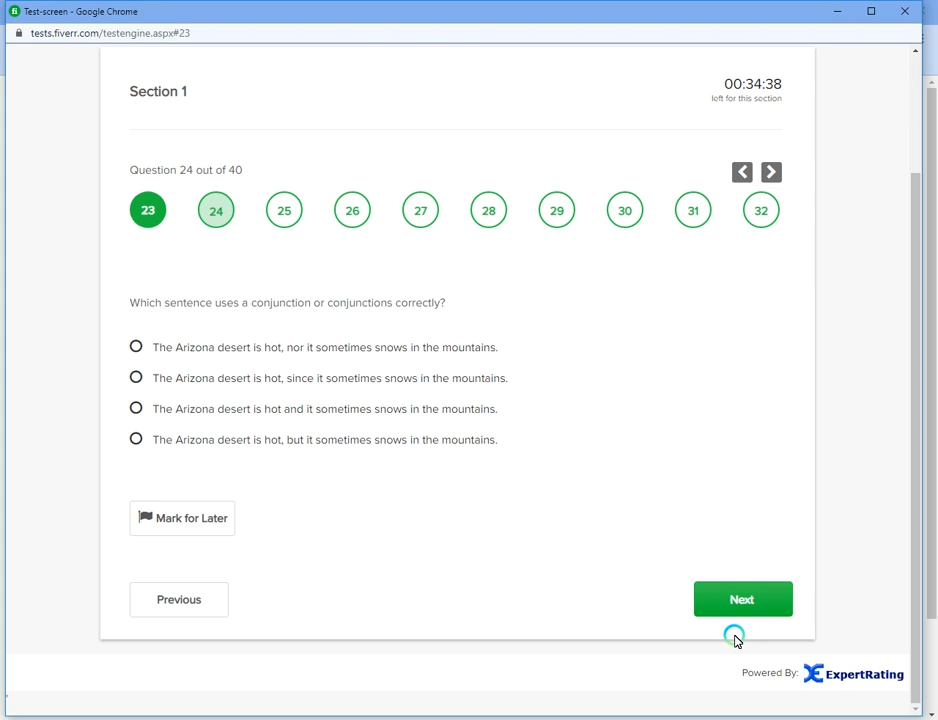 Test-screen - Google Chrome
tests.fiverr.com/testengine.aspx#23
Section 1
00:34:38
left for this section
Question 24 out of 40
23 24 25 26 27 28 29 30 31 32
Which sentence uses a conjunction or conjunctions correctly?
The Arizona desert is hot, nor it sometimes snows in the mountains.
The Arizona desert is hot, since it sometimes snows in the mountains.
The Arizona desert is hot and it sometimes snows in the mountains.
The Arizona desert is hot, but it sometimes snows in the mountains.
Mark for Later
Previous
Next
Powered By: ExpertRating